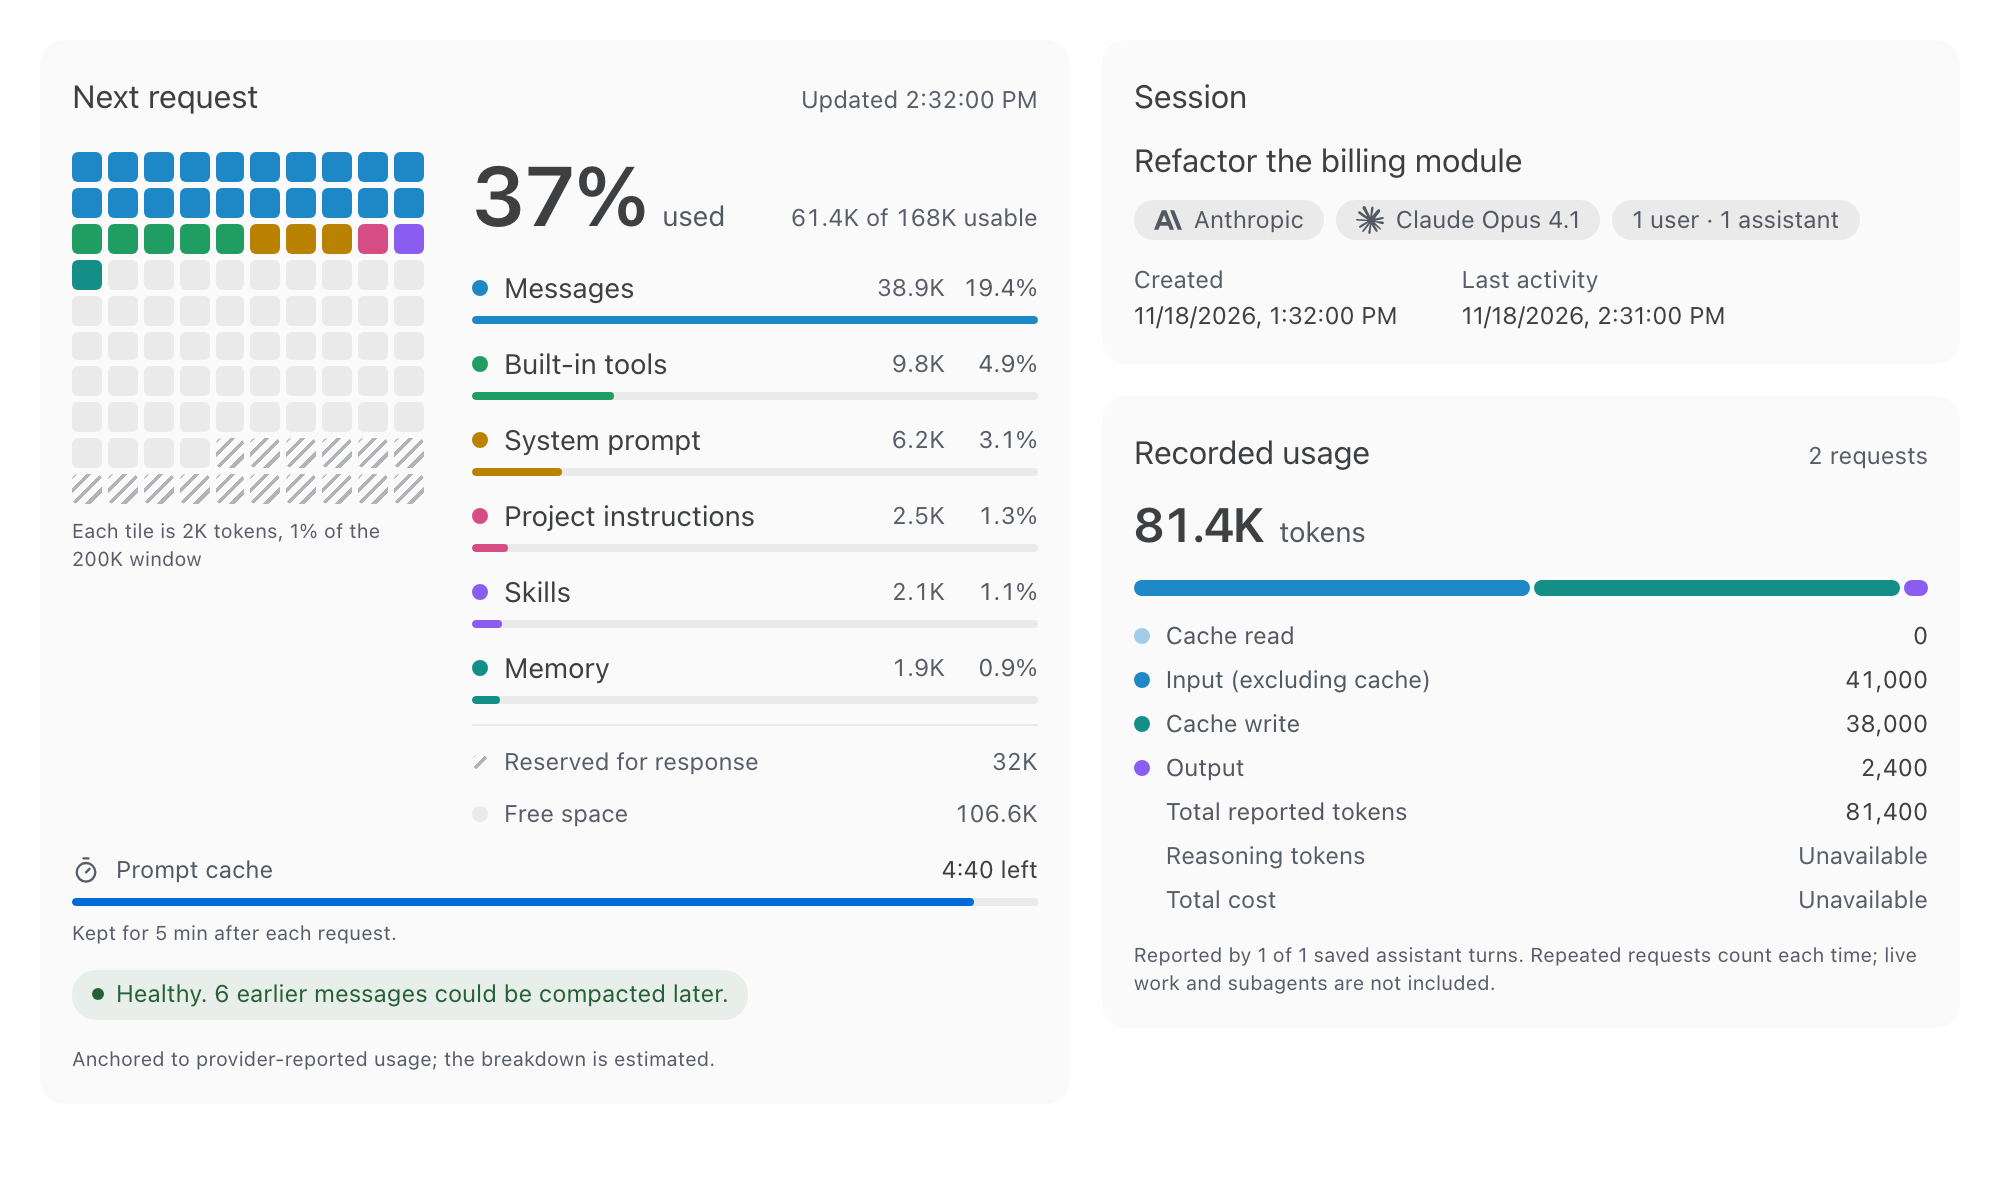 Next request
Updated 2:32:00 PM
37% used
61.4K of 168K usable
Messages 38.9K 19.4%
Built-in tools 9.8K 4.9%
System prompt 6.2K 3.1%
Project instructions 2.5K 1.3%
Skills 2.1K 1.1%
Memory 1.9K 0.9%
Reserved for response 32K
Free space 106.6K
Each tile is 2K tokens, 1% of the
200K window
Prompt cache 4:40 left
Kept for 5 min after each request.
Healthy. 6 earlier messages could be compacted later.
Anchored to provider-reported usage; the breakdown is estimated.
Session
Refactor the billing module
Anthropic
Claude Opus 4.1
1 user · 1 assistant
Created
11/18/2026, 1:32:00 PM
Last activity
11/18/2026, 2:31:00 PM
Recorded usage
2 requests
81.4K tokens
Cache read 0
Input (excluding cache) 41,000
Cache write 38,000
Output 2,400
Total reported tokens 81,400
Reasoning tokens Unavailable
Total cost Unavailable
Reported by 1 of 1 saved assistant turns. Repeated requests count each time; live
work and subagents are not included.